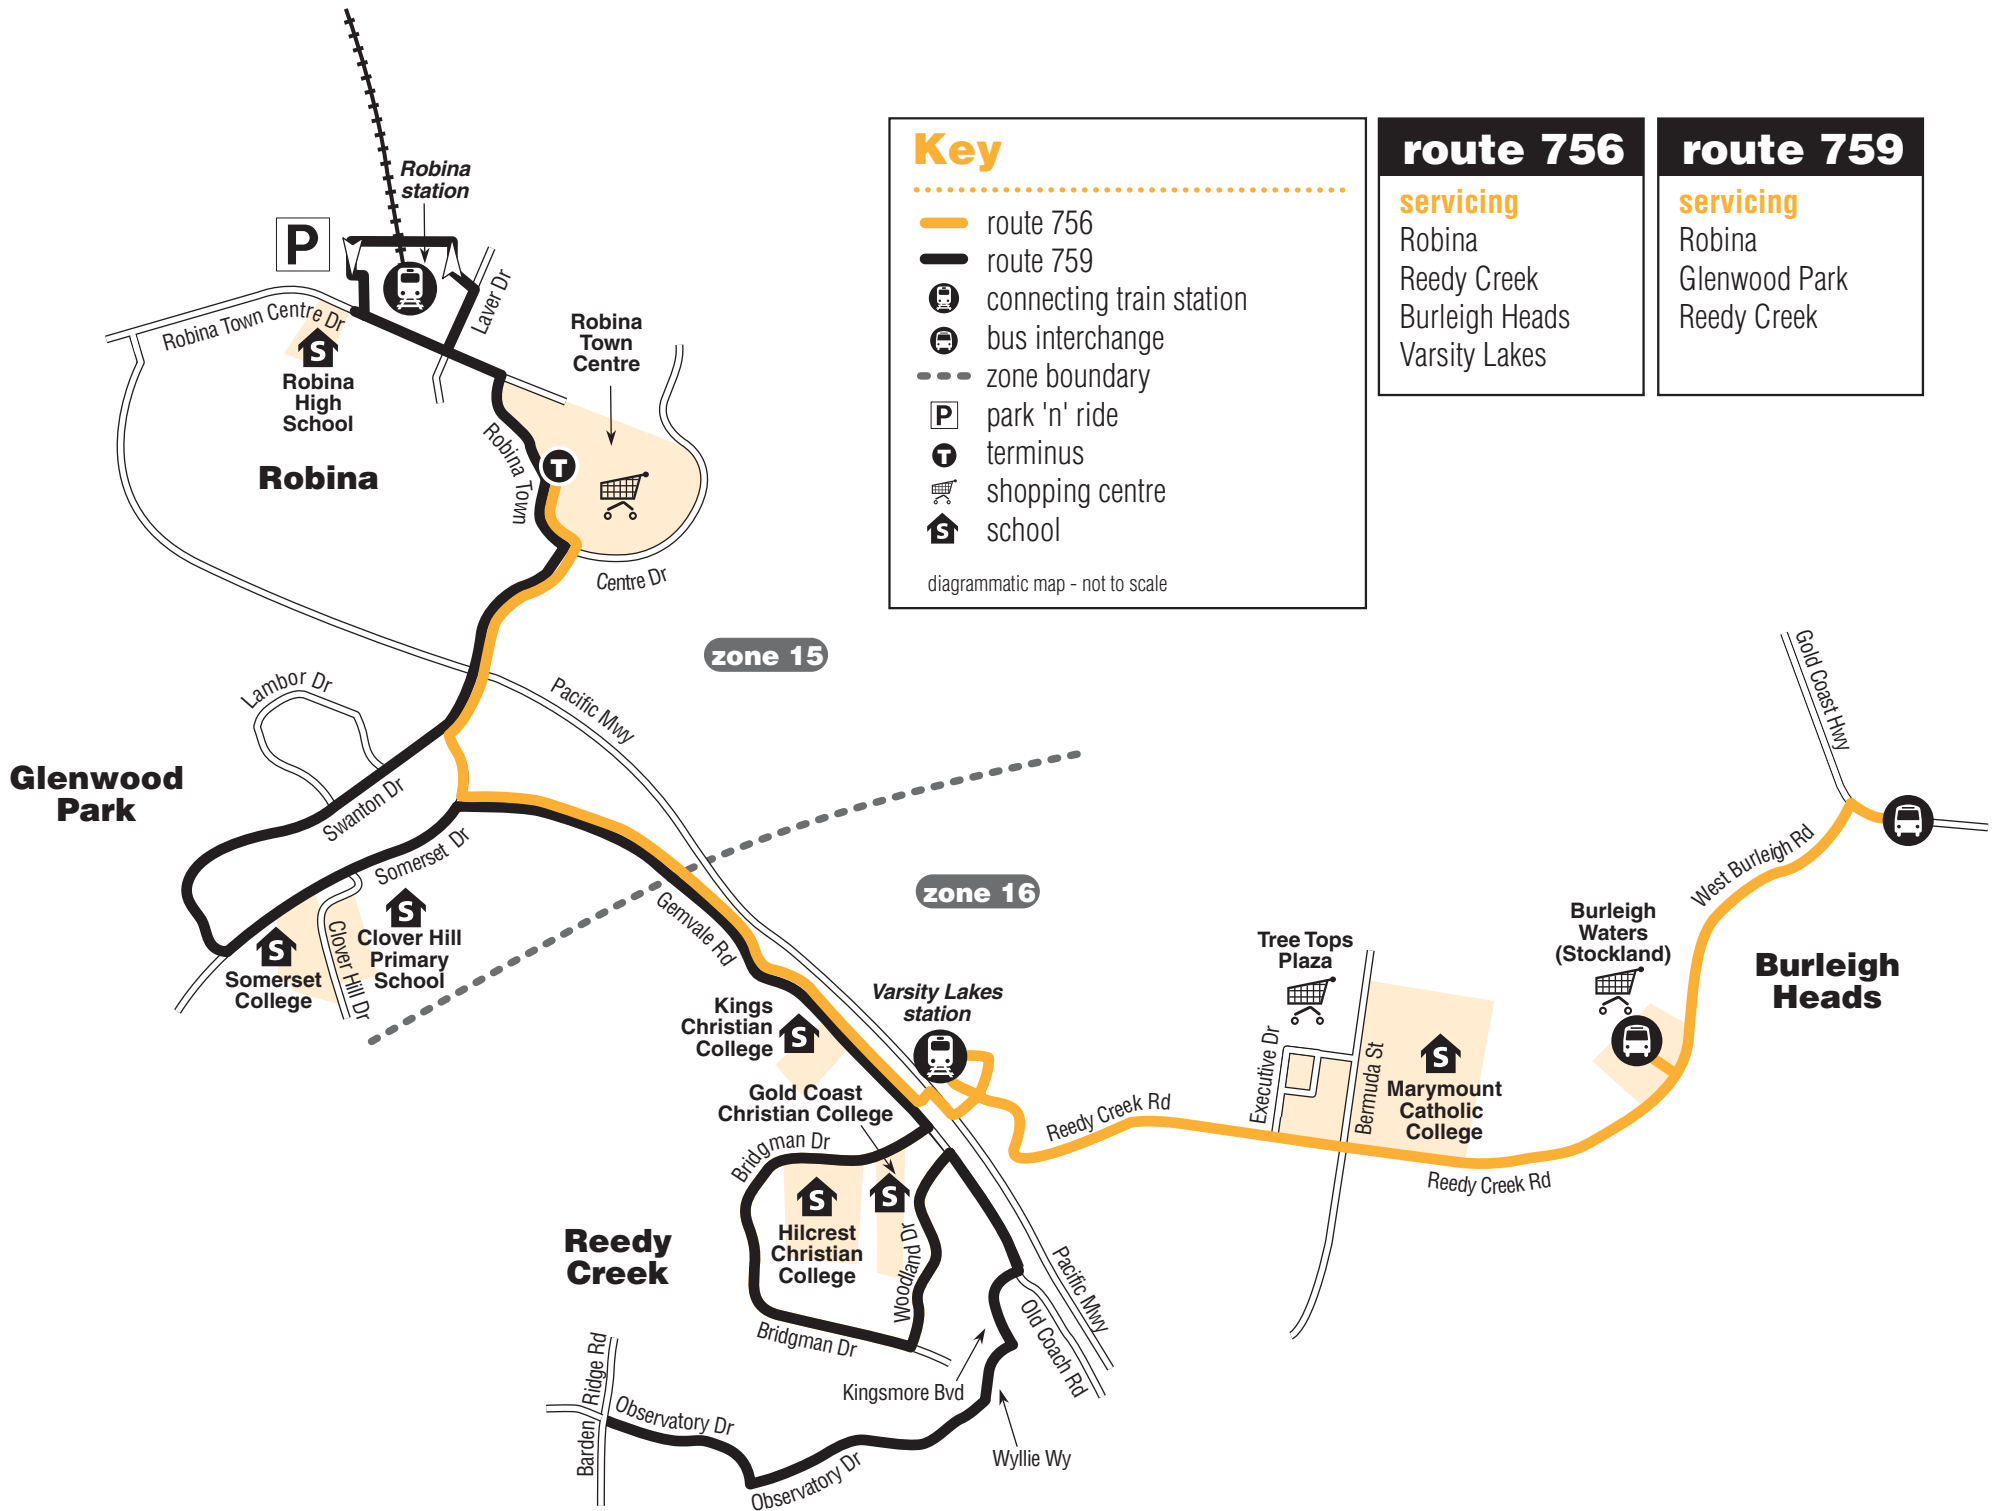 Robina
station
P
Laver Dr
Robina Town Centre Dr
S
Robina
High
School
Robina
Town
Centre
Robina
Robina Town
T
Centre Dr
Key
route 756
route 759
connecting train station
bus interchange
zone boundary
P
park 'n' ride
T
terminus
shopping centre
S
school
diagrammatic map - not to scale
route 756
servicing
Robina
Reedy Creek
Burleigh Heads
Varsity Lakes
route 759
servicing
Robina
Glenwood Park
Reedy Creek
zone 15
Lambor Dr
Pacific Mwy
Gold Coast Hwy
Glenwood
Park
Swanton Dr
Somerset Dr
S
Clover Hill
Primary
School
S
Somerset
College
Clover Hill Dr
Gemvale Rd
zone 16
West Burleigh Rd
Burleigh
Waters
(Stockland)
Burleigh
Heads
Tree Tops
Plaza
Varsity Lakes
station
Kings
Christian
College
S
Gold Coast
Christian College
Executive Dr
Bermuda St
S
Marymount
Catholic
College
Reedy Creek Rd
Reedy Creek Rd
Bridgman Dr
S
Hilcrest
Christian
College
S
Woodland Dr
Reedy
Creek
Pacific Mwy
Old Coach Rd
Bridgman Dr
Kingsmore Bvd
Barden Ridge Rd
Observatory Dr
Wyllie Wy
Observatory Dr